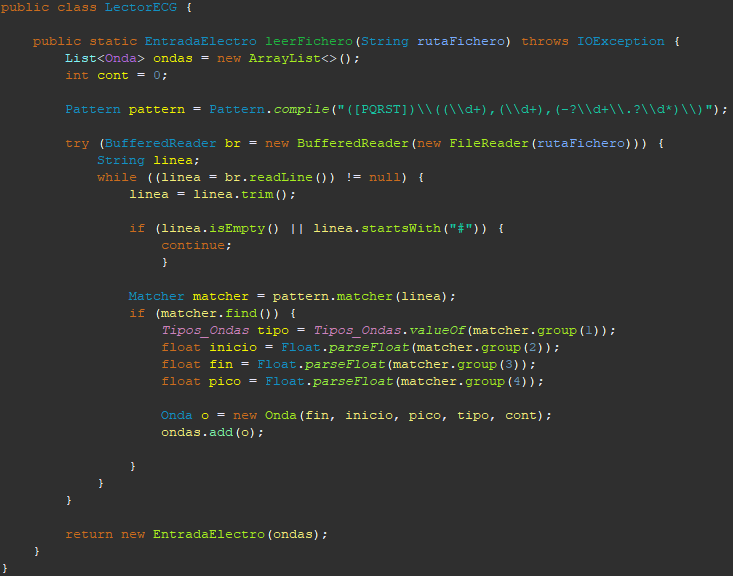 public class LectorECG {
public static EntradaElectro leerFichero(String rutaFichero) throws IOException {
List<Onda> ondas = new ArrayList<>();
int cont = 0;
Pattern pattern = Pattern.compile("([PQRST])\\((\\d+),(\\d+),(-?\\d+\\.?\\d*)\\)");
try (BufferedReader br = new BufferedReader(new FileReader(rutaFichero))) {
String linea;
while ((linea = br.readLine()) != null) {
linea = linea.trim();
if (linea.isEmpty() || linea.startsWith("#")) {
continue;
}
Matcher matcher = pattern.matcher(linea);
if (matcher.find()) {
Tipos_Ondas tipo = Tipos_Ondas.valueOf(matcher.group(1));
float inicio = Float.parseFloat(matcher.group(2));
float fin = Float.parseFloat(matcher.group(3));
float pico = Float.parseFloat(matcher.group(4));
Onda o = new Onda(fin, inicio, pico, tipo, cont);
ondas.add(o);
}
}
}
return new EntradaElectro(ondas);
}
}